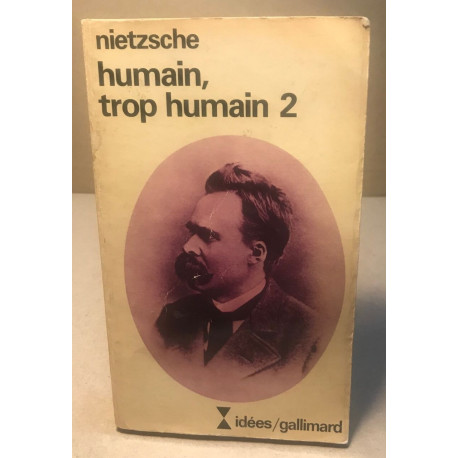 nietzsche
humain,
trop humain 2
idées/gallimard